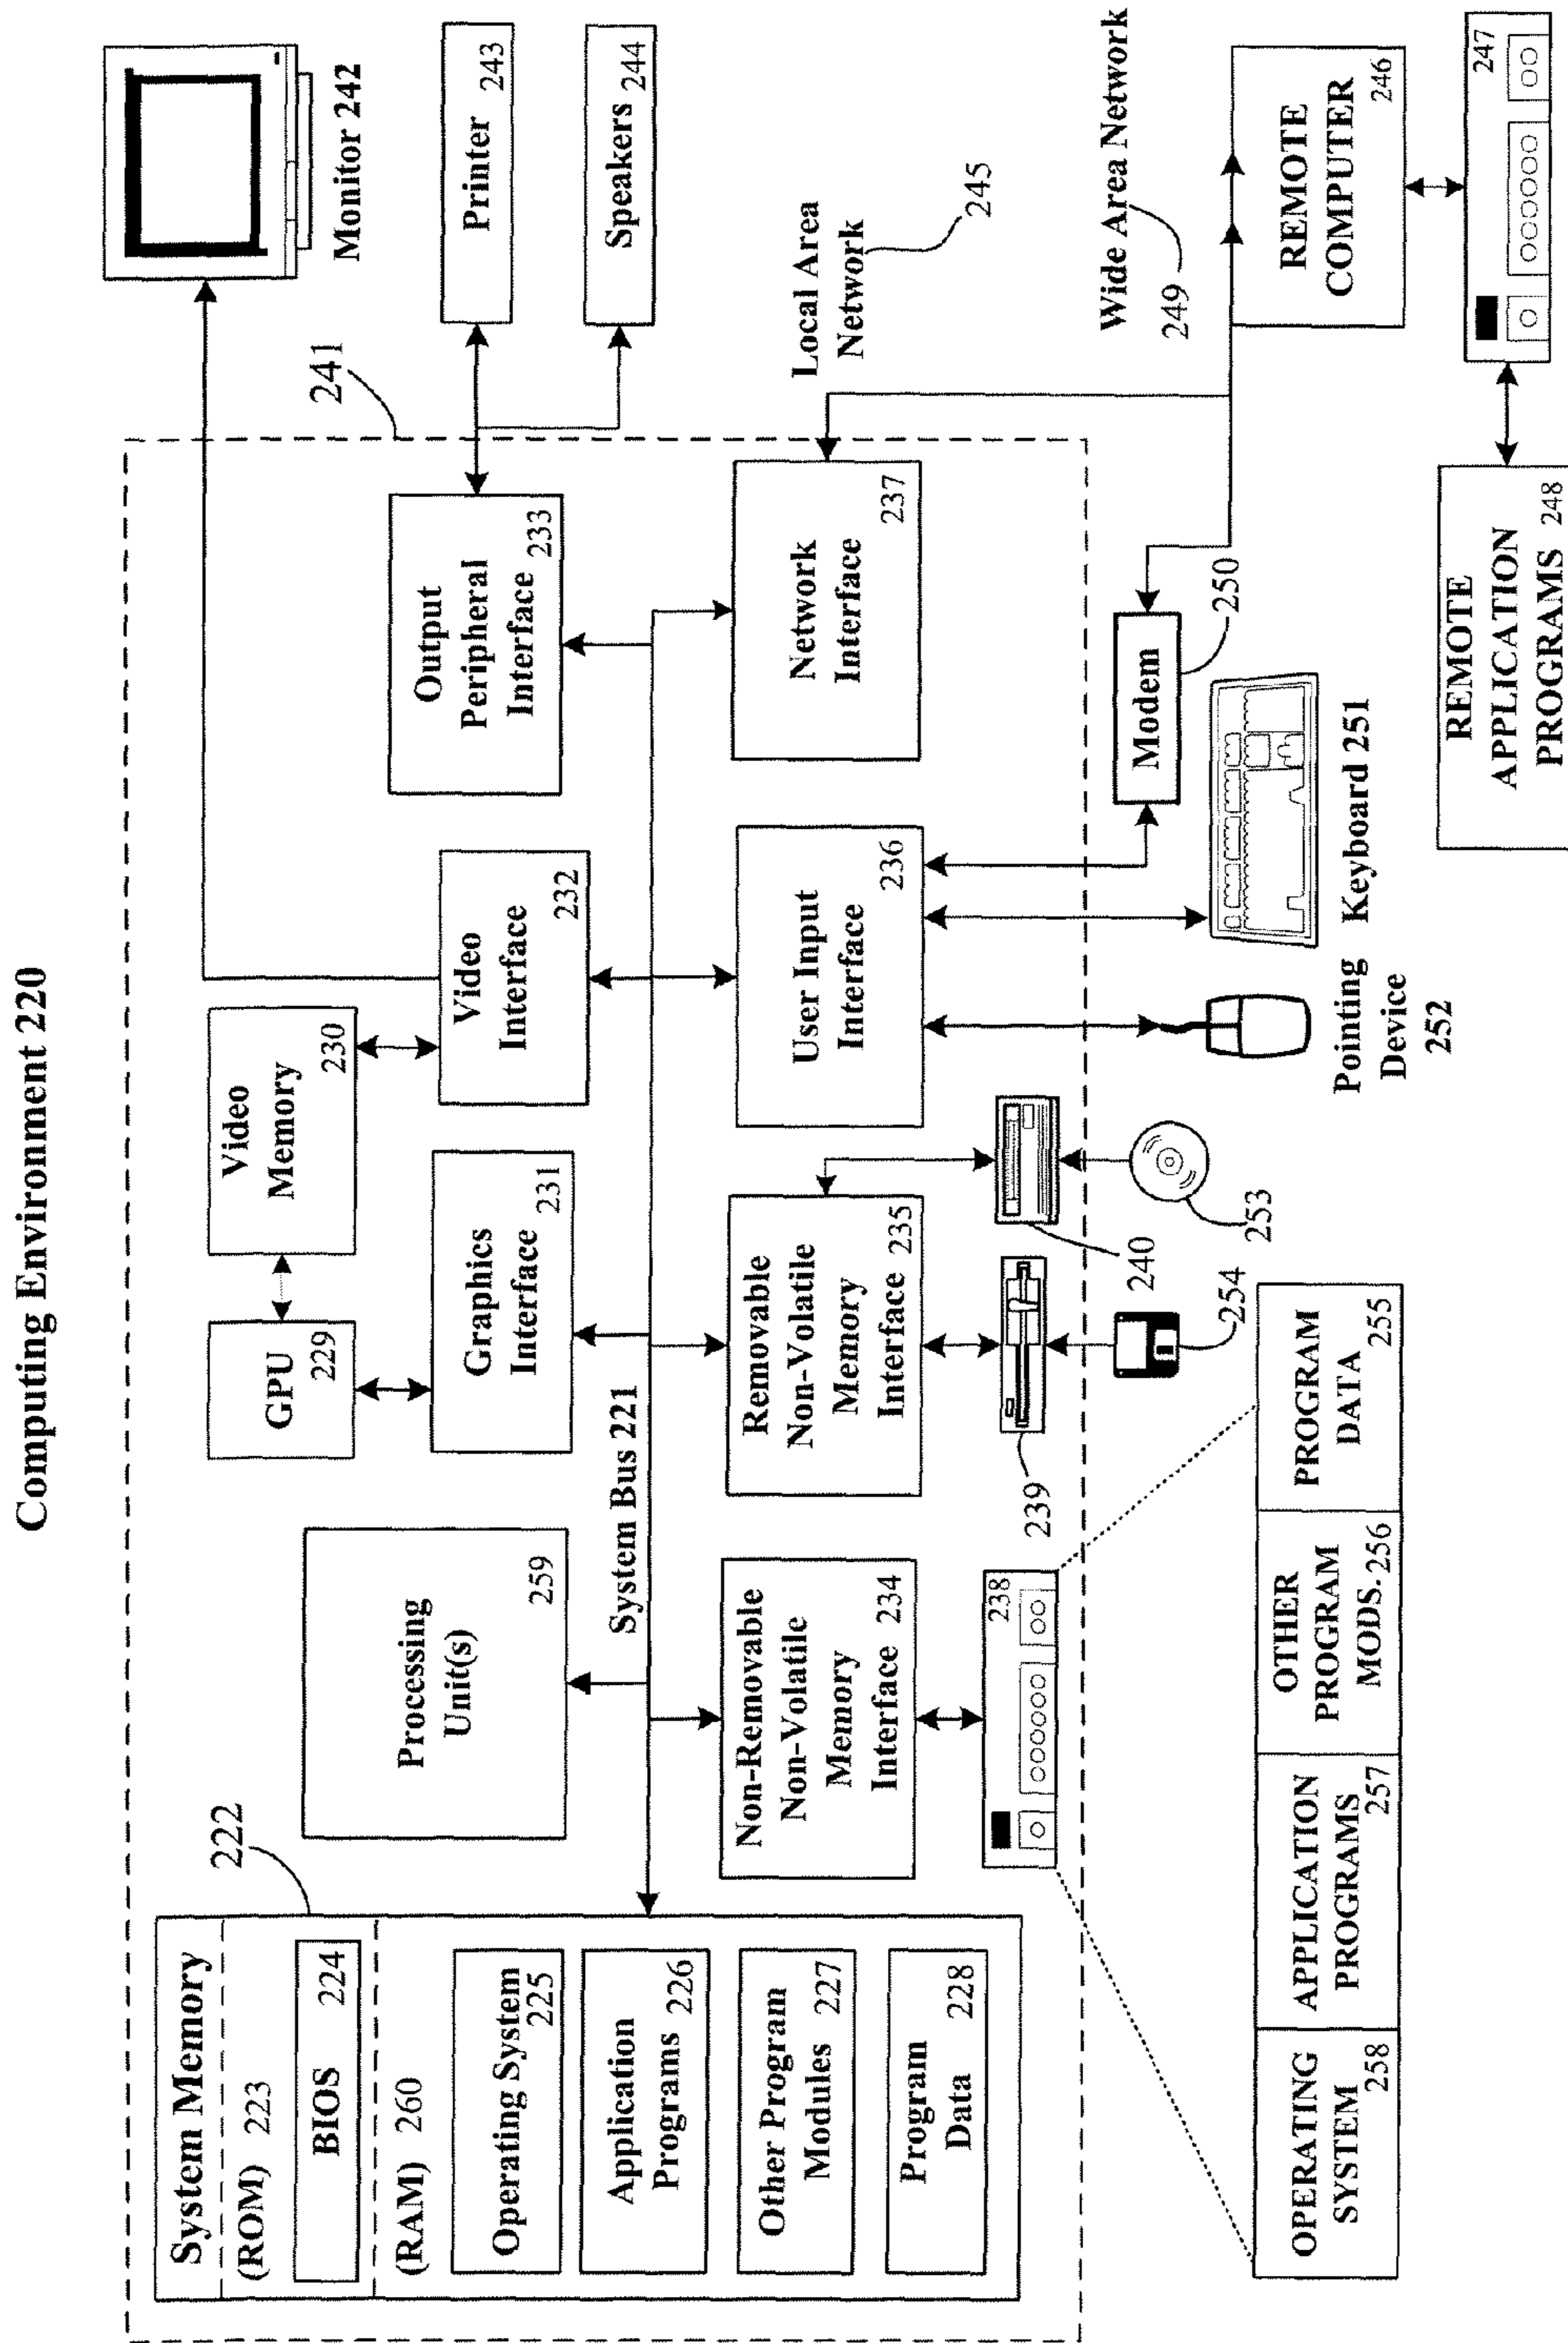 Computing Environment 220
System Memory
222
(ROM) 223
BIOS 224
(RAM) 260
Operating System
225
Application
Programs 226
Other Program
Modules 227
Program
Data 228
Processing
Unit(s)
259
System Bus 221
GPU
229
Video
Memory
230
Graphics
Interface
231
Video
Interface
232
Output
Peripheral
Interface 233
241
Monitor 242
Printer
243
Speakers
244
Non-Removable
Non-Volatile
Memory
Interface 234
Removable
Non-Volatile
Memory
Interface 235
User Input
Interface
236
Network
Interface
237
Local Area
Network
245
238
239
240
254
253
Pointing
Device
252
Keyboard 251
Modem
250
Wide Area Network
249
REMOTE
COMPUTER
246
247
REMOTE
APPLICATION
PROGRAMS 248
OPERATING
SYSTEM
258
APPLICATION
PROGRAMS
257
OTHER
PROGRAM
MODS. 256
PROGRAM
DATA
255